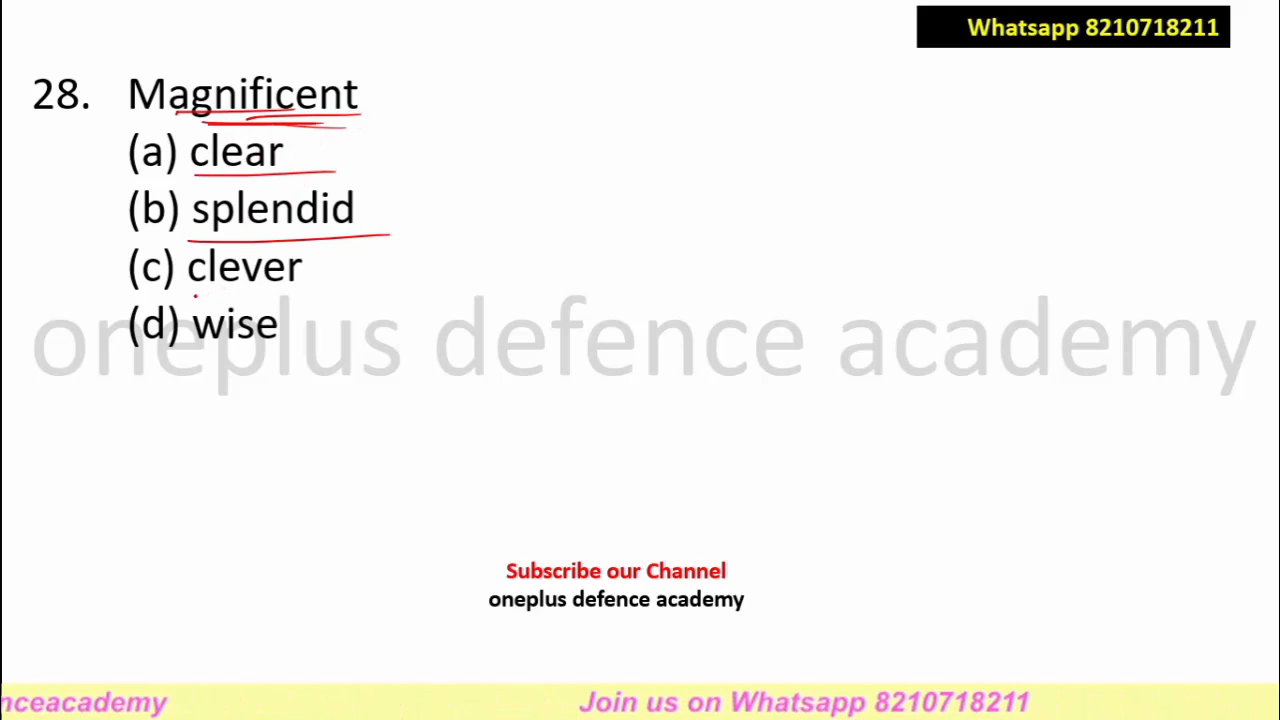 Whatsapp 8210718211
28. Magnificent
(a) clear
(b) splendid
(c) clever
(d) wise
oneplus defence academy
Subscribe our Channel
oneplus defence academy
nceacademy Join us on Whatsapp 8210718211